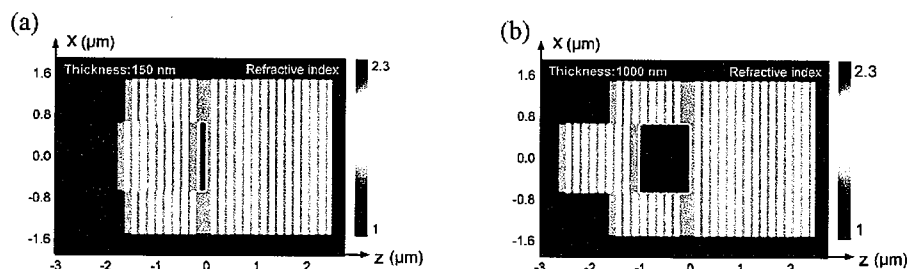 (a)
X (µm)
Thickness:150 nm Refractive index
2.3
1.6
0.8
0.0
-0.8
-1.6
1
-3 -2 -1 0 1 2
z (µm)
(b)
X (µm)
Thickness:1000 nm Refractive index
2.3
1.6
0.8
0.0
-0.8
-1.6
1
-3 -2 -1 0 1 2
z (µm)